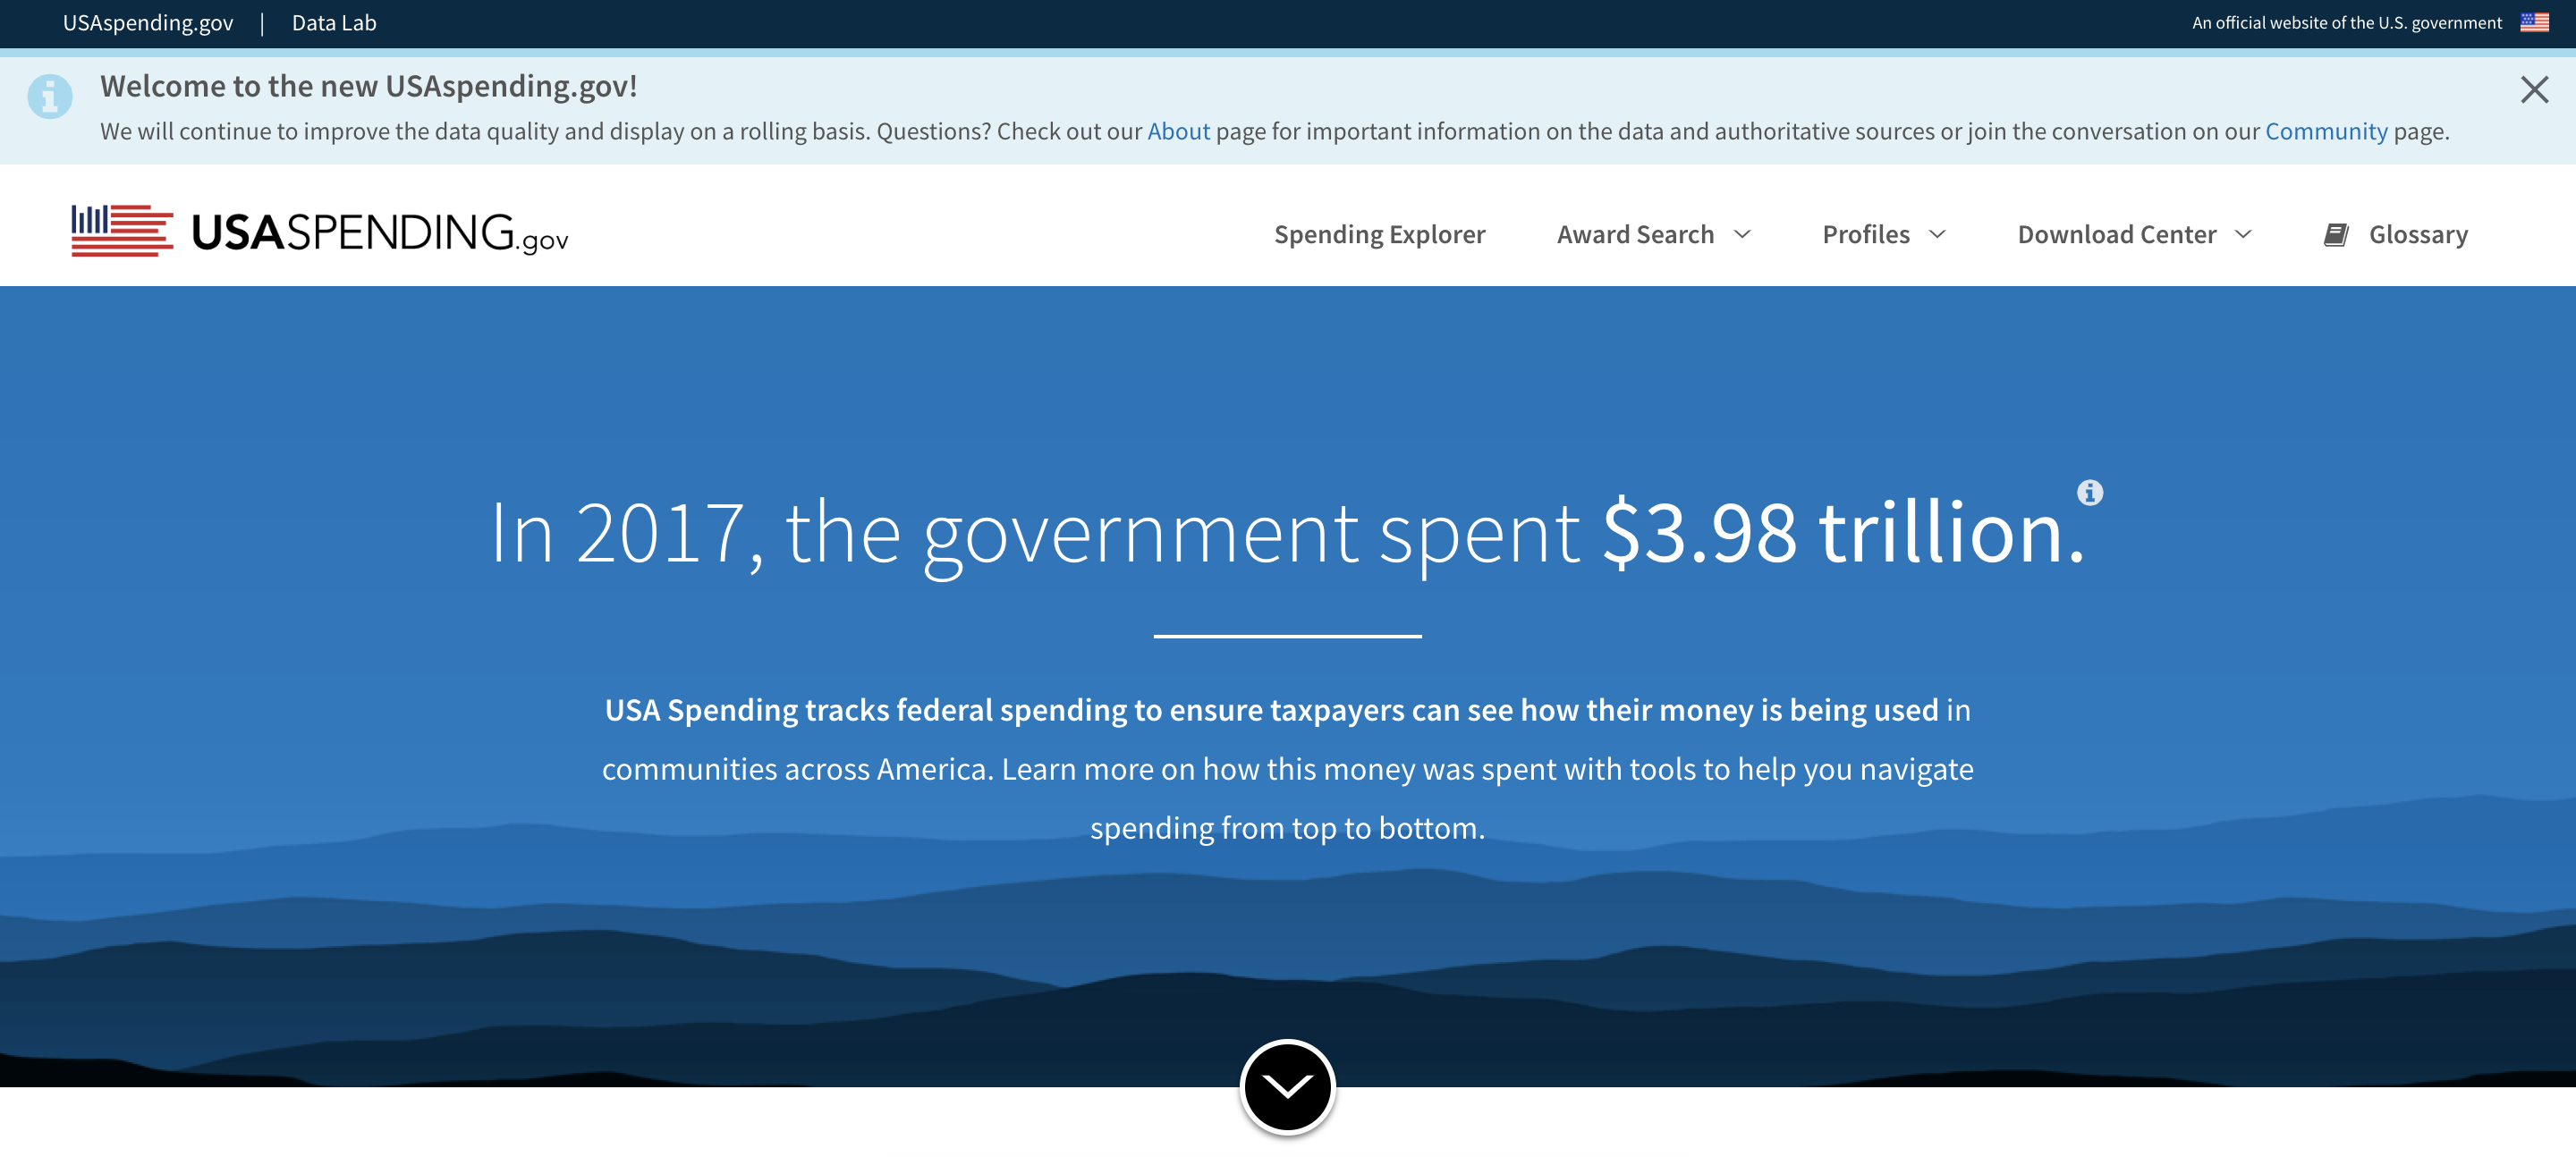 USAspending.gov | Data Lab
An official website of the U.S. government
Welcome to the new USAspending.gov!
We will continue to improve the data quality and display on a rolling basis. Questions? Check out our About page for important information on the data and authoritative sources or join the conversation on our Community page.
USASPENDING.gov
Spending Explorer
Award Search
Profiles
Download Center
Glossary
In 2017, the government spent $3.98 trillion.
USA Spending tracks federal spending to ensure taxpayers can see how their money is being used in
communities across America. Learn more on how this money was spent with tools to help you navigate
spending from top to bottom.